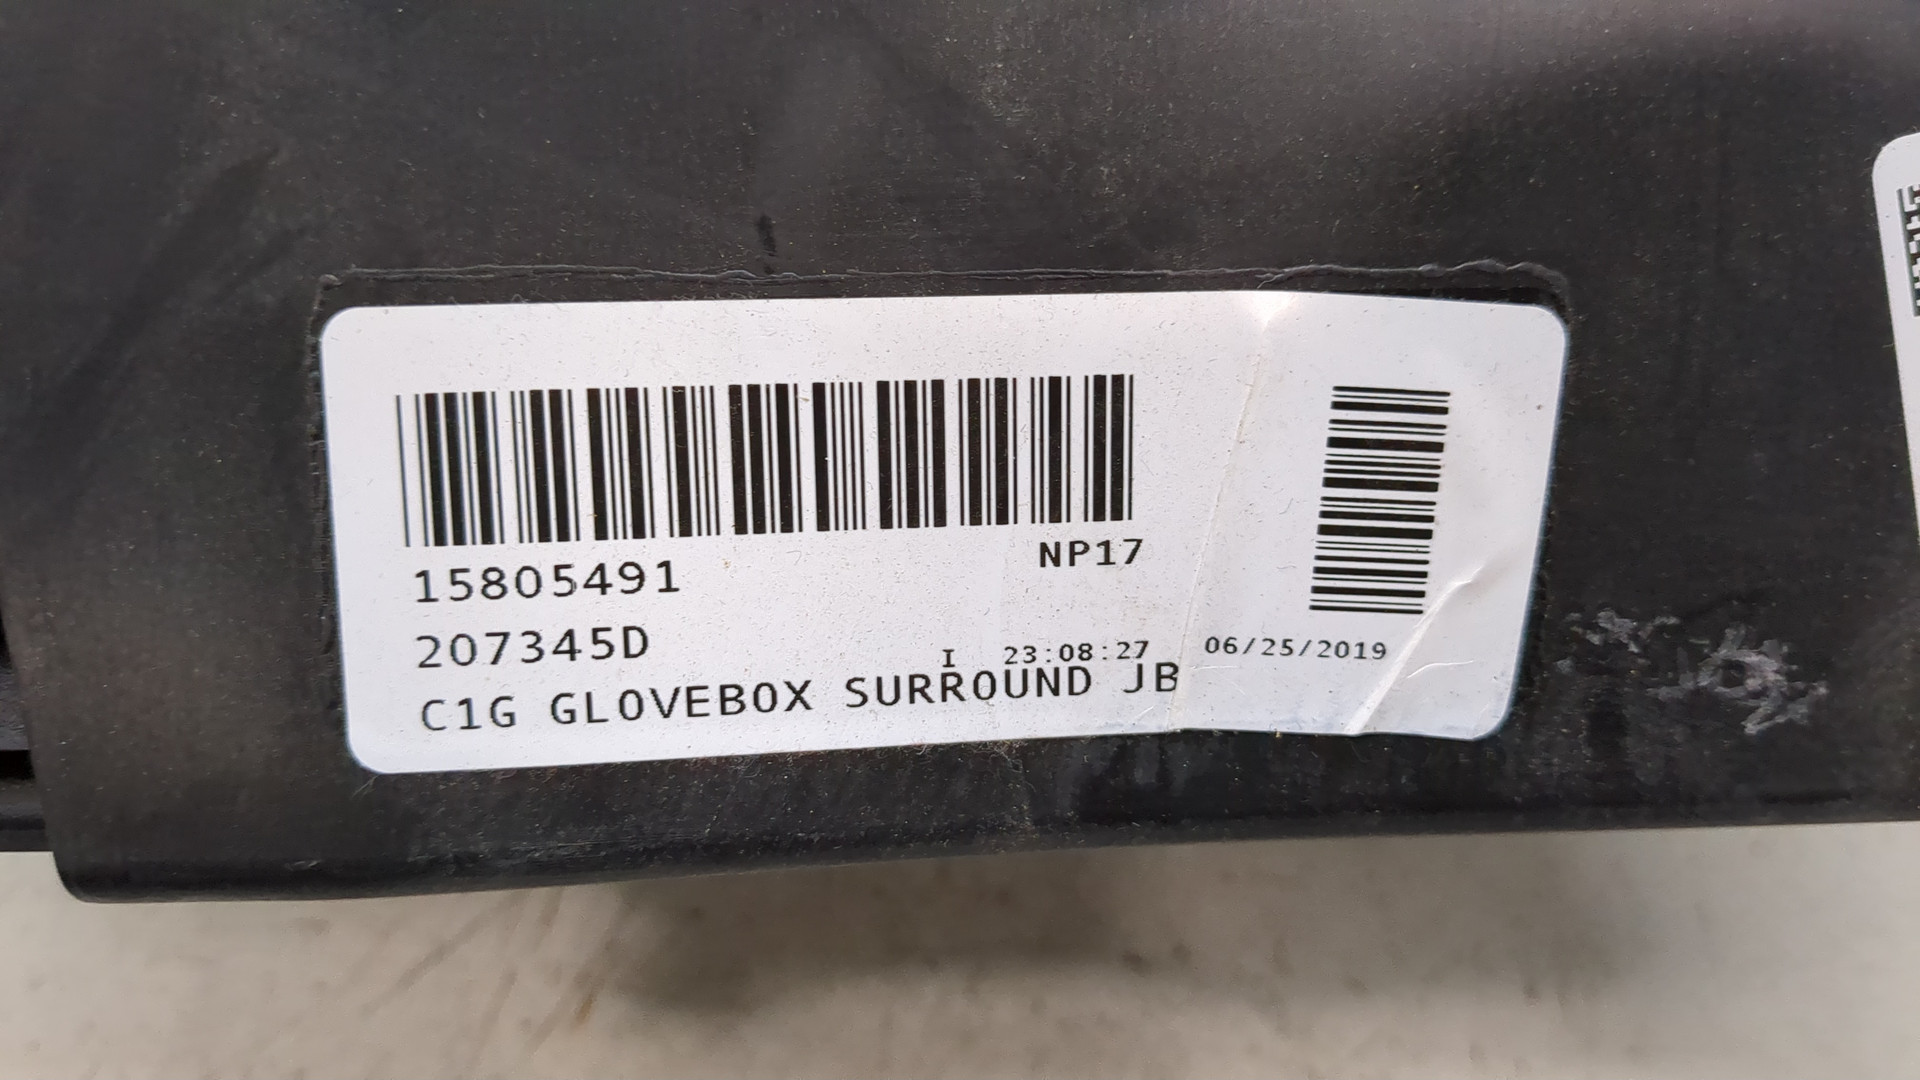 15805491 NP17
207345D I 23:08:27 06/25/2019
C1G GLOVEBOX SURROUND JB